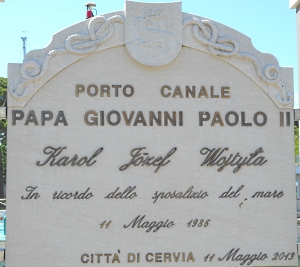 PORTO CANALE
PAPA GIOVANNI PAOLO II
Karol Józef Wojtyła
In ricordo dello sposalizio del mare
11 Maggio 1986
CITTÀ DI CERVIA 11 Maggio 2013